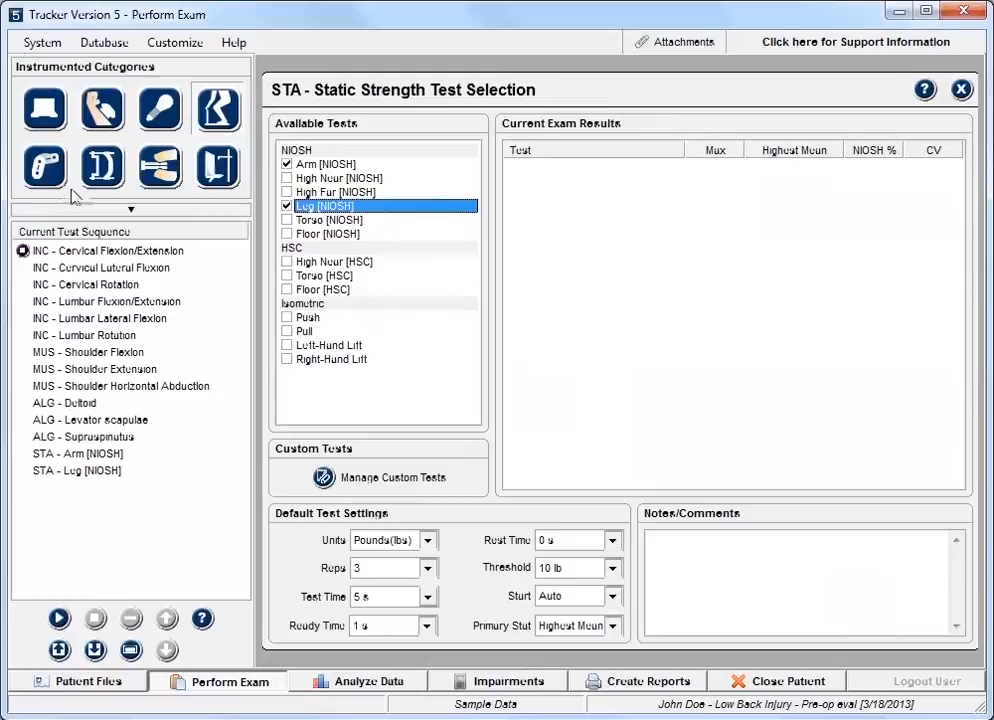 5 Tracker Version 5 - Perform Exam
System Database Customize Help
Attachments
Click here for Support Information
Instrumented Categories
Current Test Sequence
INC - Cervical Flexion/Extension
INC - Cervical Lateral Flexion
INC - Cervical Rotation
INC - Lumbar Flexion/Extension
INC - Lumbar Lateral Flexion
INC - Lumbar Rotation
MUS - Shoulder Flexion
MUS - Shoulder Extension
MUS - Shoulder Horizontal Abduction
ALG - Deltoid
ALG - Levator scapulae
ALG - Supraspinatus
STA - Arm [NIOSH]
STA - Leg [NIOSH]
STA - Static Strength Test Selection
Available Tests
NIOSH
Arm [NIOSH]
High Near [NIOSH]
High Far [NIOSH]
Leg [NIOSH]
Torso [NIOSH]
Floor [NIOSH]
HSC
High Near [HSC]
Torso [HSC]
Floor [HSC]
Isometric
Push
Pull
Left-Hand Lift
Right-Hand Lift
Custom Tests
Manage Custom Tests
Current Exam Results
Test Max Highest Mean NIOSH % CV
Default Test Settings
Units Pounds(lbs) Rest Time 0 s
Reps 3 Threshold 10 lb
Test Time 5 s Start Auto
Ready Time 1 s Primary Stat Highest Mean
Notes/Comments
Patient Files Perform Exam Analyze Data Impairments Create Reports Close Patient Logout User
Sample Data John Doe - Low Back Injury - Pre-op eval [3/18/2013]